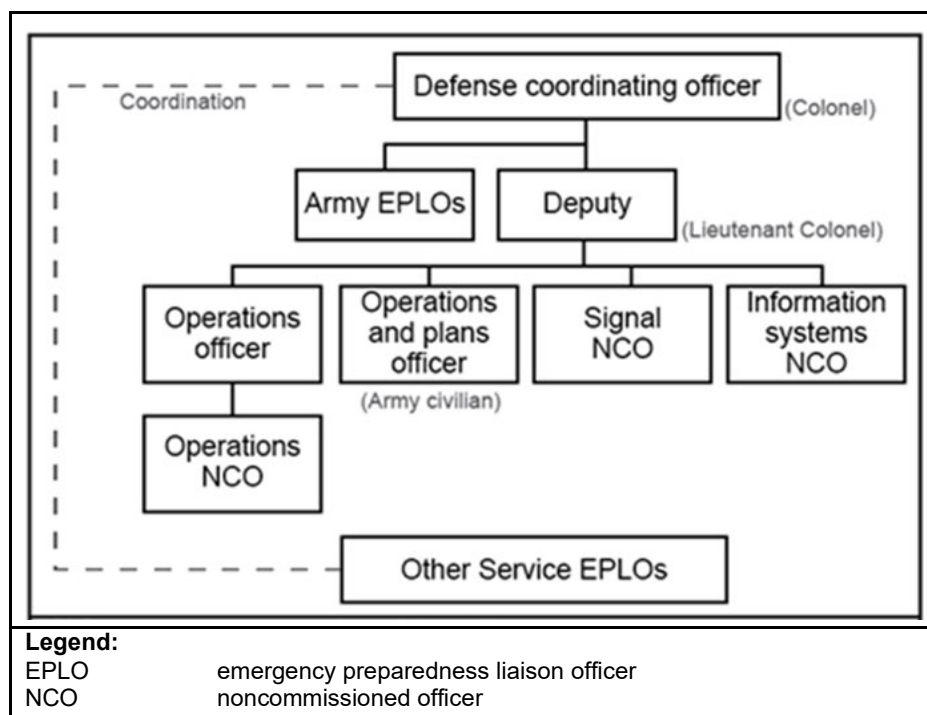 Defense coordinating officer
Coordination
(Colonel)
Army EPLOs
Deputy
(Lieutenant Colonel)
Operations
officer
Operations
and plans
officer
(Army civilian)
Signal
NCO
Information
systems
NCO
Operations
NCO
Other Service EPLOs
Legend:
EPLO emergency preparedness liaison officer
NCO noncommissioned officer